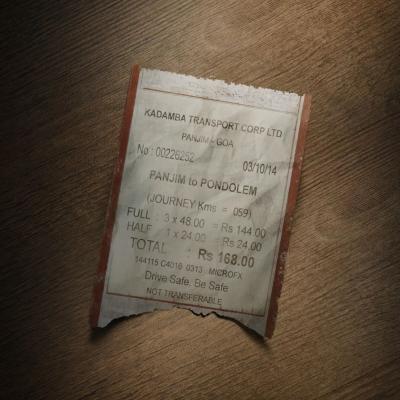 KADAMBA TRANSPORT CORP LTD
PANJIM - GOA
No : 00226252 03/10/14
PANJIM to PONDOLEM
(JOURNEY Kms = 059)
FULL : 3 x 48.00 = Rs 144.00
HALF 1 x 24.00 = Rs 24.00
TOTAL : Rs 168.00
144115 C4016 0313 MICROFX
Drive Safe, Be Safe
NOT TRANSFERABLE